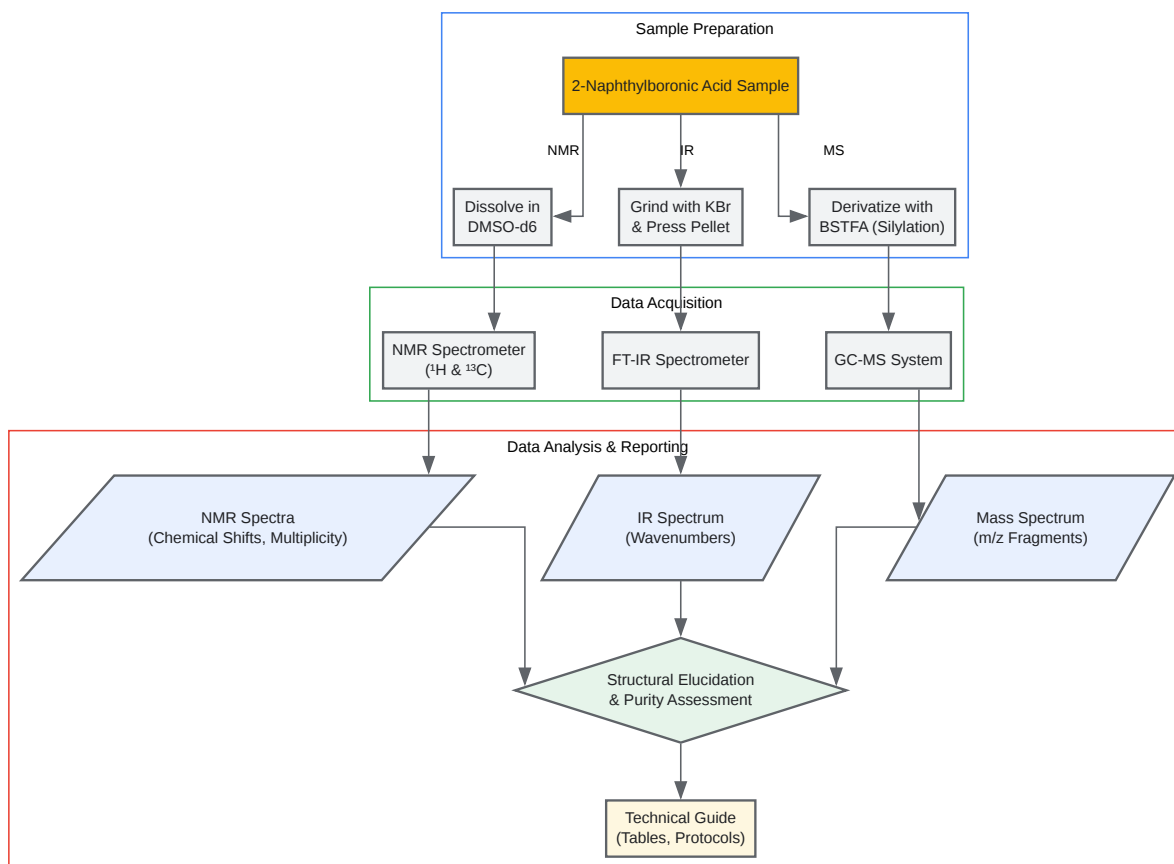 Sample Preparation
2-Naphthylboronic Acid Sample
NMR
IR
MS
Dissolve in
DMSO-d6
Grind with KBr
& Press Pellet
Derivatize with
BSTFA (Silylation)
Data Acquisition
NMR Spectrometer
(¹H & ¹³C)
FT-IR Spectrometer
GC-MS System
Data Analysis & Reporting
NMR Spectra
(Chemical Shifts, Multiplicity)
IR Spectrum
(Wavenumbers)
Mass Spectrum
(m/z Fragments)
Structural Elucidation
& Purity Assessment
Technical Guide
(Tables, Protocols)